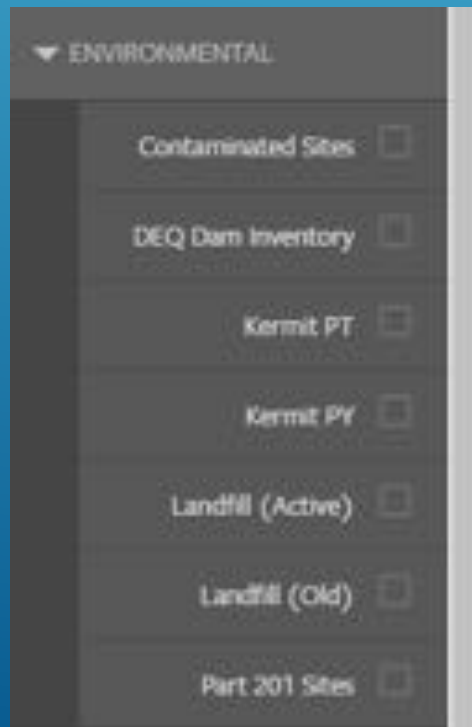 ENVIRONMENTAL
Contaminated Sites
DEQ Dam Inventory
Kermit PT
Kermit PY
Landfill (Active)
Landfill (Old)
Part 201 Sites